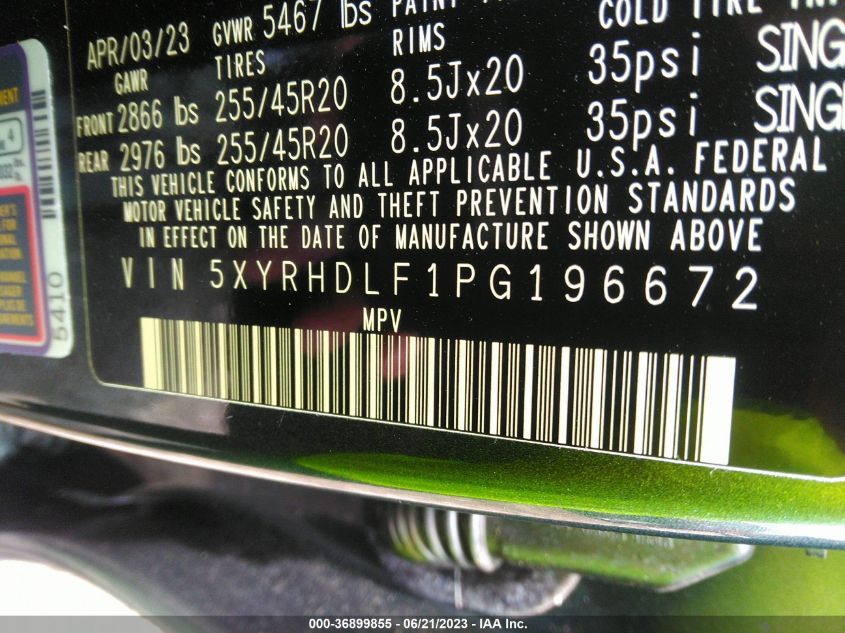 APR/03/23 GVWR 5467 lbs
GAWR TIRES RIMS COLD TIRE
FRONT 2866 lbs 255/45R20 8.5Jx20 35psi SING
REAR 2976 lbs 255/45R20 8.5Jx20 35psi SING
THIS VEHICLE CONFORMS TO ALL APPLICABLE U.S.A. FEDERAL
MOTOR VEHICLE SAFETY AND THEFT PREVENTION STANDARDS
IN EFFECT ON THE DATE OF MANUFACTURE SHOWN ABOVE
VIN 5XYRHDLF1PG196672
MPV
5410
000-36899855 - 06/21/2023 - IAA Inc.